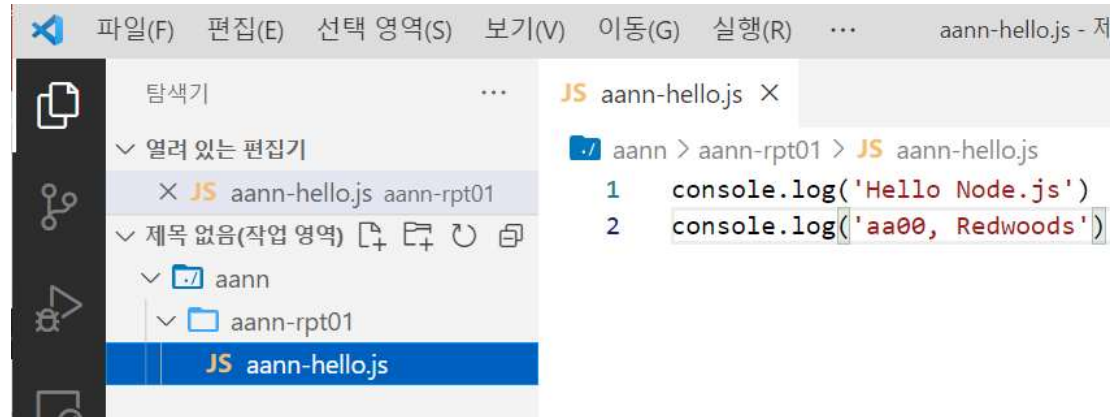 파일(F) 편집(E) 선택 영역(S) 보기(V) 이동(G) 실행(R) ··· aann-hello.js - 제
탐색기 ···
열려 있는 편집기
JS aann-hello.js aann-rpt01
제목 없음(작업 영역)
aann
aann-rpt01
JS aann-hello.js
JS aann-hello.js
aann > aann-rpt01 > JS aann-hello.js
1 console.log('Hello Node.js')
2 console.log('aa00, Redwoods')